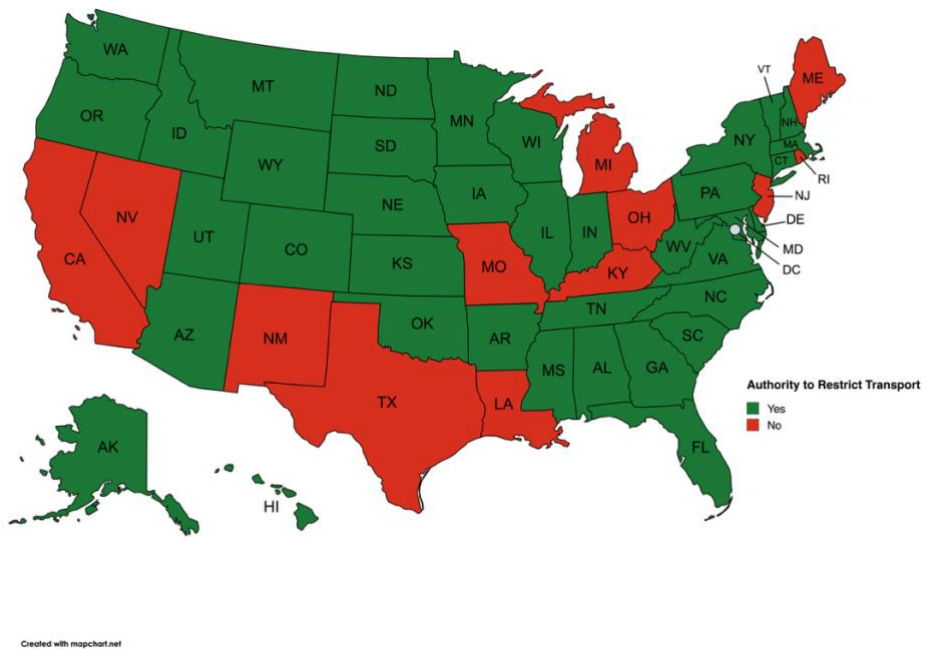 WA
OR
CA
NV
ID
MT
WY
UT
AZ
CO
NM
ND
SD
NE
KS
OK
TX
MN
IA
MO
AR
LA
WI
IL
MI
IN
OH
KY
TN
MS
AL
GA
FL
SC
NC
VA
WV
PA
NY
VT
NH
ME
MA
CT
RI
NJ
DE
MD
DC
AK
HI
Authority to Restrict Transport
Yes
No
Created with mapchart.net